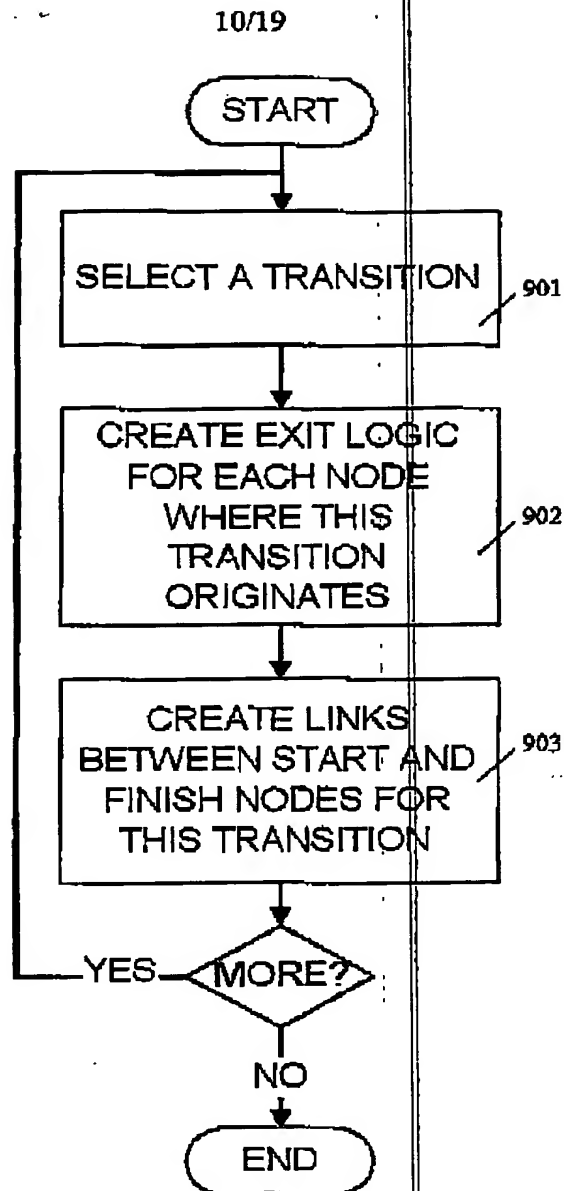 10/19
START
SELECT A TRANSITION
901
CREATE EXIT LOGIC
FOR EACH NODE
WHERE THIS
TRANSITION
ORIGINATES
902
CREATE LINKS
BETWEEN START AND
FINISH NODES FOR
THIS TRANSITION
903
YES
MORE?
NO
END